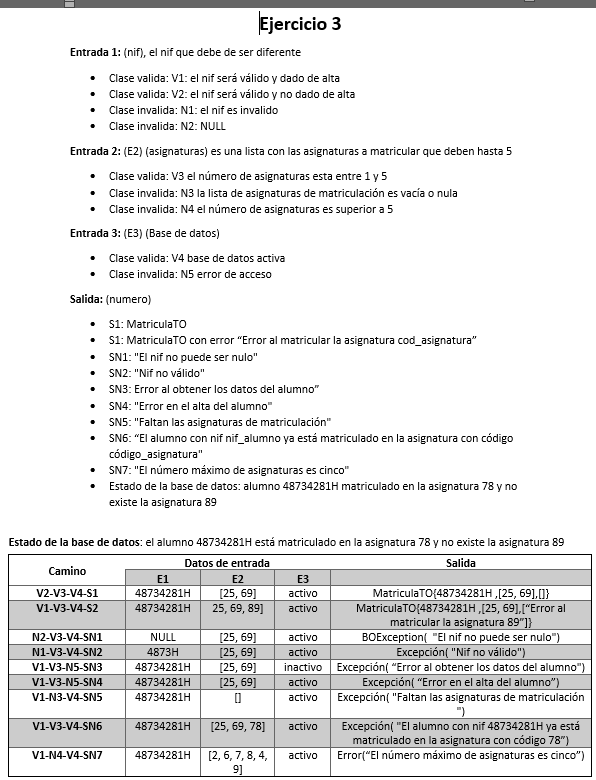 Ejercicio 3
Entrada 1: (nif), el nif que debe de ser diferente
• Clase valida: V1: el nif será válido y dado de alta
• Clase valida: V2: el nif será válido y no dado de alta
• Clase invalida: N1: el nif es invalido
• Clase invalida: N2: NULL
Entrada 2: (E2) (asignaturas) es una lista con las asignaturas a matricular que deben hasta 5
• Clase valida: V3 el número de asignaturas esta entre 1 y 5
• Clase invalida: N3 la lista de asignaturas de matriculación es vacía o nula
• Clase invalida: N4 el número de asignaturas es superior a 5
Entrada 3: (E3) (Base de datos)
• Clase valida: V4 base de datos activa
• Clase invalida: N5 error de acceso
Salida: (numero)
• S1: MatriculaTO
• S1: MatriculaTO con error “Error al matricular la asignatura cod_asignatura”
• SN1: "El nif no puede ser nulo"
• SN2: "Nif no válido"
• SN3: Error al obtener los datos del alumno”
• SN4: "Error en el alta del alumno"
• SN5: "Faltan las asignaturas de matriculación"
• SN6: “El alumno con nif nif_alumno ya está matriculado en la asignatura con código
código_asignatura"
• SN7: "El número máximo de asignaturas es cinco"
• Estado de la base de datos: alumno 48734281H matriculado en la asignatura 78 y no
existe la asignatura 89
Estado de la base de datos: el alumno 48734281H está matriculado en la asignatura 78 y no existe la asignatura 89
Camino Datos de entrada Salida
E1 E2 E3
V2-V3-V4-S1 48734281H [25, 69] activo MatriculaTO{48734281H ,[25, 69],[]}
V1-V3-V4-S2 48734281H 25, 69, 89] activo MatriculaTO{48734281H ,[25, 69],[“Error al
matricular la asignatura 89”]}
N2-V3-V4-SN1 NULL [25, 69] activo BOException( "El nif no puede ser nulo")
N1-V3-V4-SN2 4873H [25, 69] activo Excepción( "Nif no válido")
V1-V3-N5-SN3 48734281H [25, 69] inactivo Excepción( “Error al obtener los datos del alumno")
V1-V3-N5-SN4 48734281H [25, 69] activo Excepción( “Error en el alta del alumno”)
V1-N3-V4-SN5 48734281H [] activo Excepción( "Faltan las asignaturas de matriculación
")
V1-V3-V4-SN6 48734281H [25, 69, 78] activo Excepción( "El alumno con nif 48734281H ya está
matriculado en la asignatura con código 78”)
V1-N4-V4-SN7 48734281H [2, 6, 7, 8, 4, activo Error(“El número máximo de asignaturas es cinco”)
9]